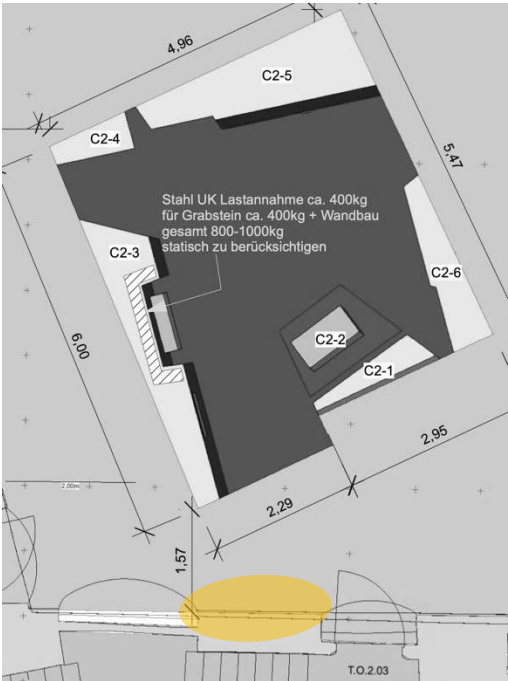 4,96
C2-5
C2-4
5,47
Stahl UK Lastannahme ca. 400kg
für Grabstein ca. 400kg + Wandbau
gesamt 800-1000kg
statisch zu berücksichtigen
C2-3
C2-6
6,00
C2-2
C2-1
2,95
2,00m
2,29
1,57
T.O.2.03